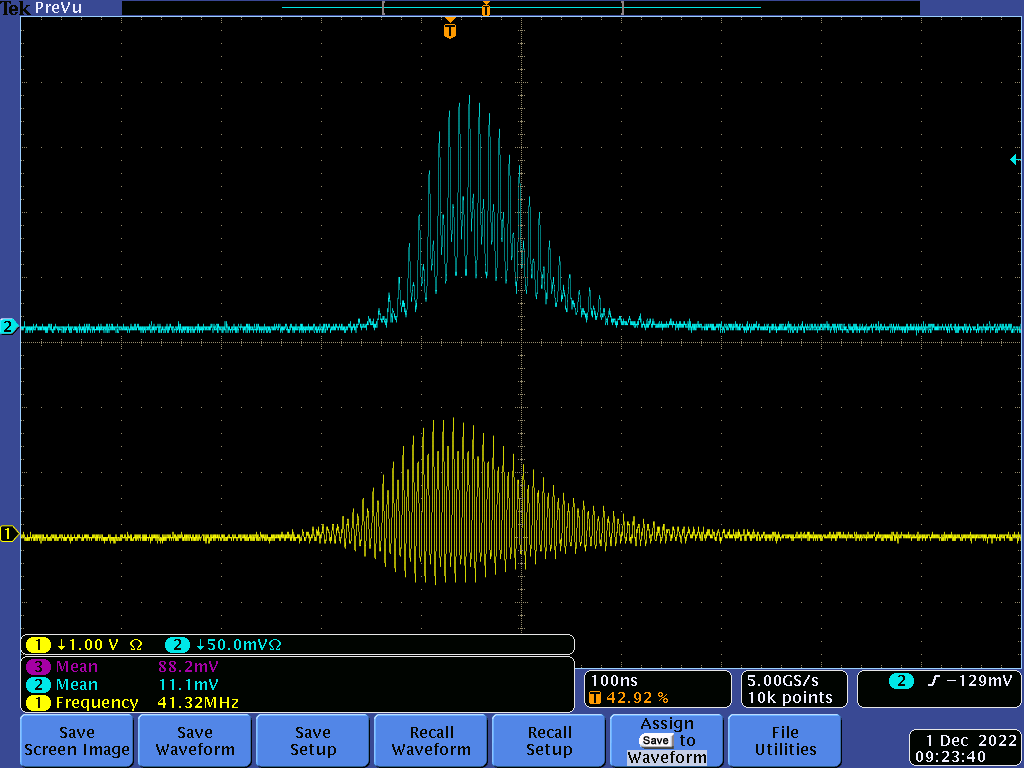 Tek PreVu
T
T
2
1
1 ↓1.00 V Ω 2 ↓50.0mVΩ
3 Mean 88.2mV
2 Mean 11.1mV
1 Frequency 41.32MHz
100ns
T 42.92 %
5.00GS/s
10k points
2 ƒ −129mV
Save
Screen Image
Save
Waveform
Save
Setup
Recall
Waveform
Recall
Setup
Assign
Save to
Waveform
File
Utilities
1 Dec 2022
09:23:40